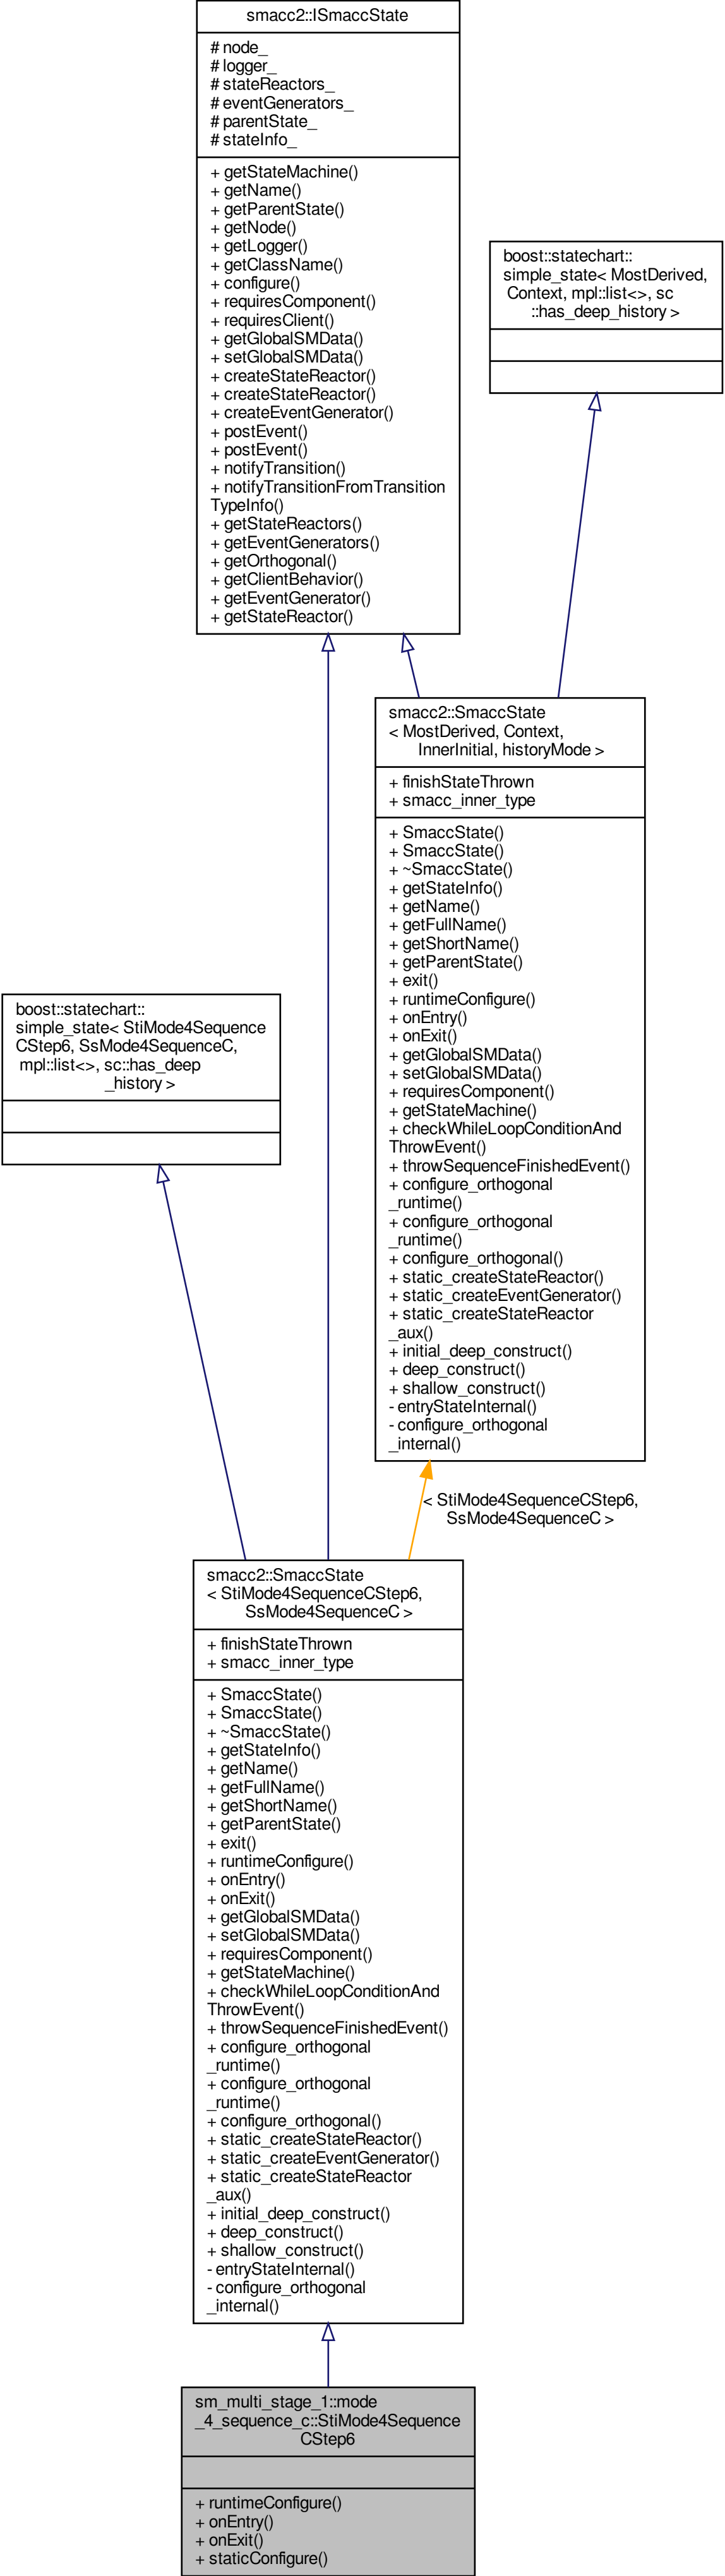 smacc2::ISmaccState
# node_
# logger_
# stateReactors_
# eventGenerators_
# parentState_
# stateInfo_
+ getStateMachine()
+ getName()
+ getParentState()
+ getNode()
+ getLogger()
+ getClassName()
+ configure()
+ requiresComponent()
+ requiresClient()
+ getGlobalSMData()
+ setGlobalSMData()
+ createStateReactor()
+ createStateReactor()
+ createEventGenerator()
+ postEvent()
+ postEvent()
+ notifyTransition()
+ notifyTransitionFromTransition
TypeInfo()
+ getStateReactors()
+ getEventGenerators()
+ getOrthogonal()
+ getClientBehavior()
+ getEventGenerator()
+ getStateReactor()
boost::statechart::
simple_state< MostDerived,
Context, mpl::list<>, sc
::has_deep_history >
smacc2::SmaccState
< MostDerived, Context,
InnerInitial, historyMode >
+ finishStateThrown
+ smacc_inner_type
+ SmaccState()
+ SmaccState()
+ ~SmaccState()
+ getStateInfo()
+ getName()
+ getFullName()
+ getShortName()
+ getParentState()
+ exit()
+ runtimeConfigure()
+ onEntry()
+ onExit()
+ getGlobalSMData()
+ setGlobalSMData()
+ requiresComponent()
+ getStateMachine()
+ checkWhileLoopConditionAnd
ThrowEvent()
+ throwSequenceFinishedEvent()
+ configure_orthogonal
_runtime()
+ configure_orthogonal
_runtime()
+ configure_orthogonal()
+ static_createStateReactor()
+ static_createEventGenerator()
+ static_createStateReactor
_aux()
+ initial_deep_construct()
+ deep_construct()
+ shallow_construct()
- entryStateInternal()
- configure_orthogonal
_internal()
boost::statechart::
simple_state< StiMode4Sequence
CStep6, SsMode4SequenceC,
mpl::list<>, sc::has_deep
_history >
< StiMode4SequenceCStep6,
SsMode4SequenceC >
smacc2::SmaccState
< StiMode4SequenceCStep6,
SsMode4SequenceC >
+ finishStateThrown
+ smacc_inner_type
+ SmaccState()
+ SmaccState()
+ ~SmaccState()
+ getStateInfo()
+ getName()
+ getFullName()
+ getShortName()
+ getParentState()
+ exit()
+ runtimeConfigure()
+ onEntry()
+ onExit()
+ getGlobalSMData()
+ setGlobalSMData()
+ requiresComponent()
+ getStateMachine()
+ checkWhileLoopConditionAnd
ThrowEvent()
+ throwSequenceFinishedEvent()
+ configure_orthogonal
_runtime()
+ configure_orthogonal
_runtime()
+ configure_orthogonal()
+ static_createStateReactor()
+ static_createEventGenerator()
+ static_createStateReactor
_aux()
+ initial_deep_construct()
+ deep_construct()
+ shallow_construct()
- entryStateInternal()
- configure_orthogonal
_internal()
sm_multi_stage_1::mode
_4_sequence_c::StiMode4Sequence
CStep6
+ runtimeConfigure()
+ onEntry()
+ onExit()
+ staticConfigure()